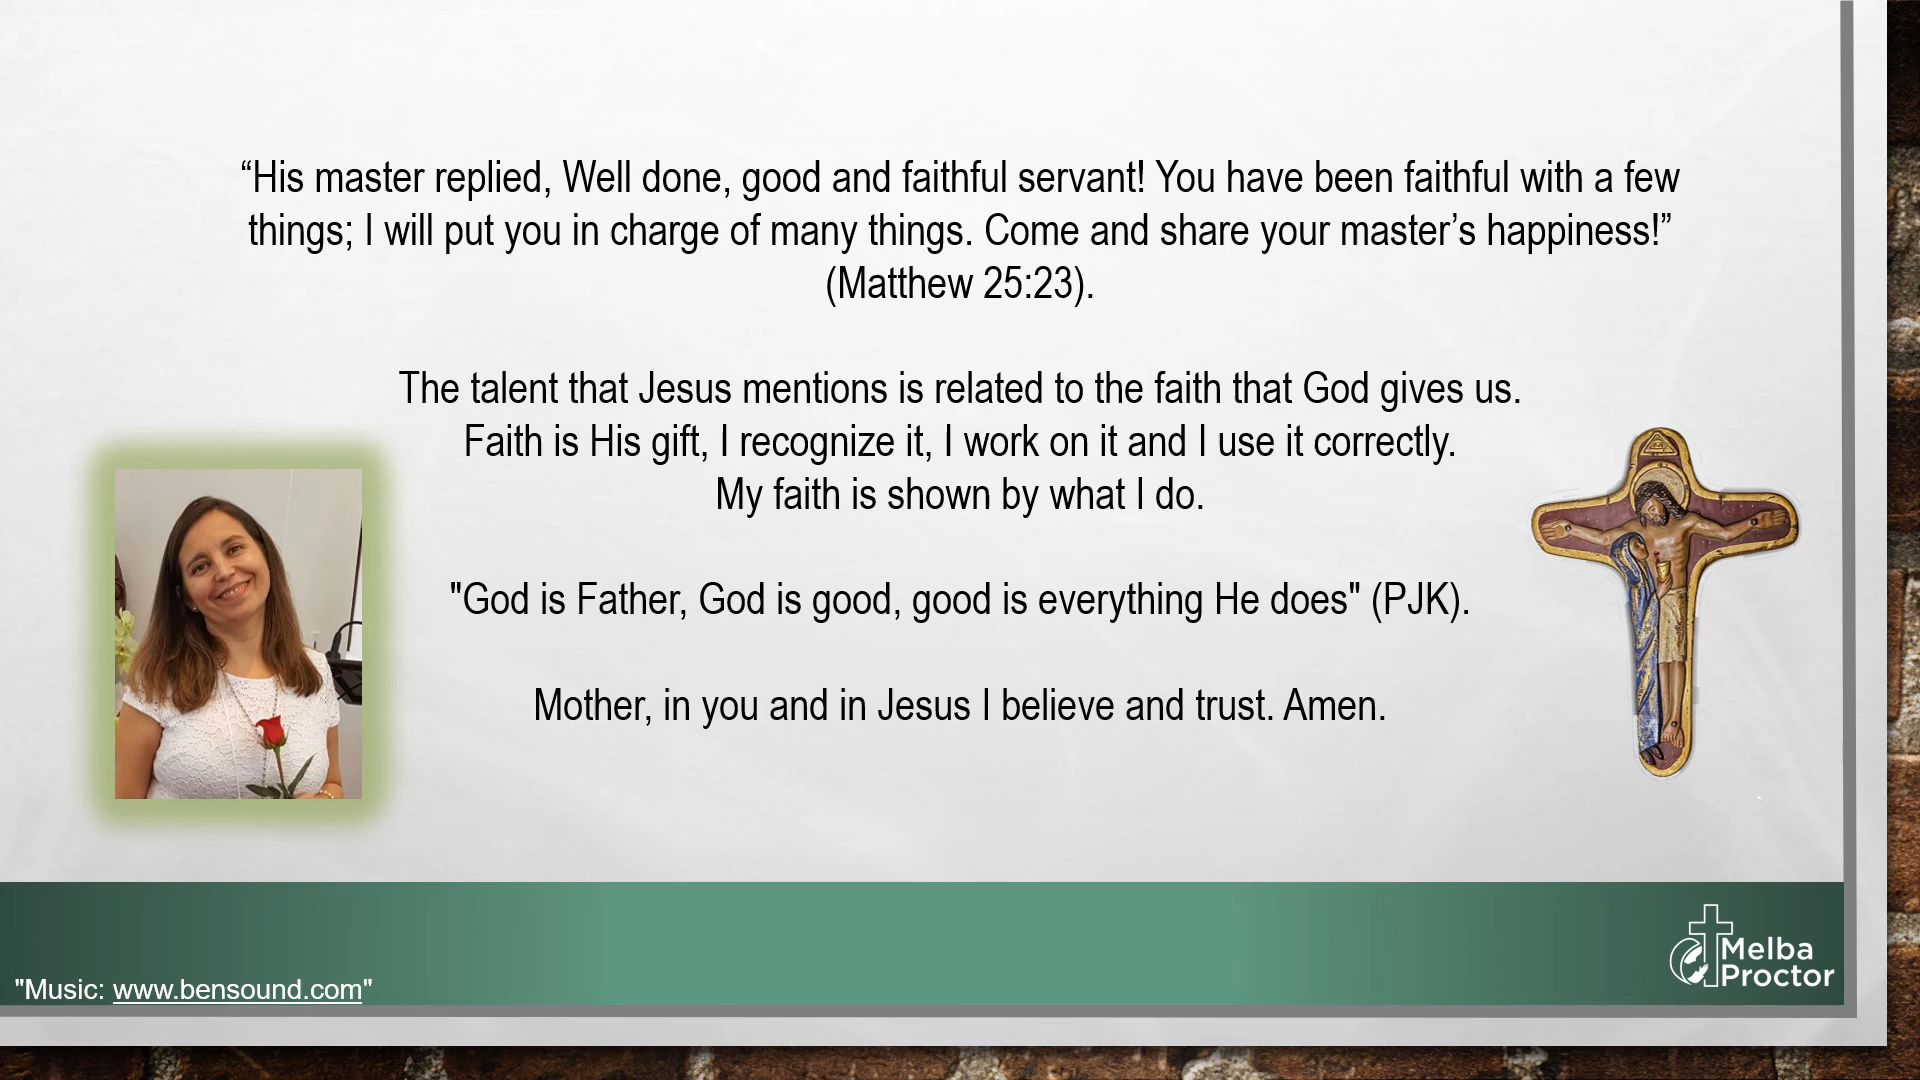 “His master replied, Well done, good and faithful servant! You have been faithful with a few
things; I will put you in charge of many things. Come and share your master’s happiness!”
(Matthew 25:23).
The talent that Jesus mentions is related to the faith that God gives us.
Faith is His gift, I recognize it, I work on it and I use it correctly.
My faith is shown by what I do.
"God is Father, God is good, good is everything He does" (PJK).
Mother, in you and in Jesus I believe and trust. Amen.
"Music: www.bensound.com"
Melba
Proctor